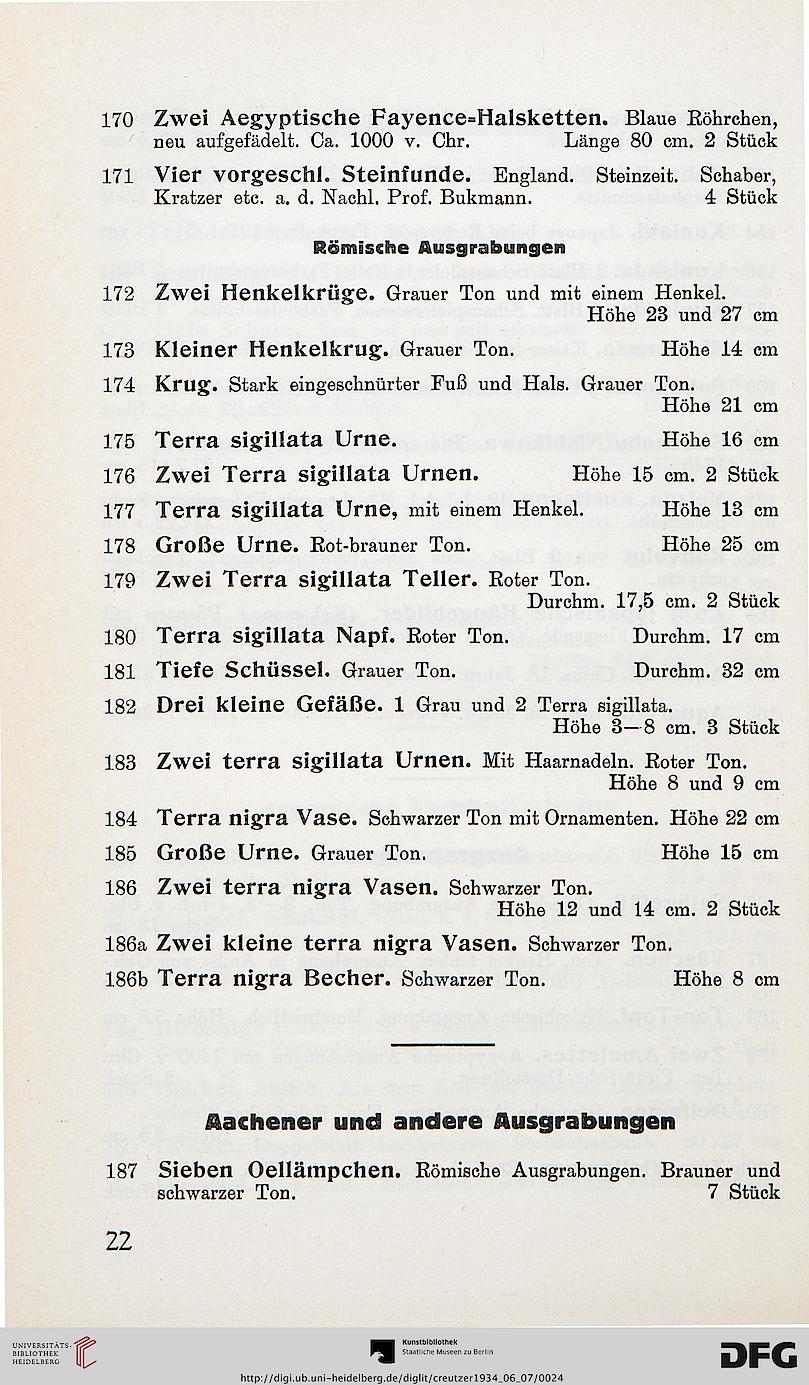 170 Zwei Aegyptische Fayence=Halsketten. Blaue Röhrchen,
neu aufgefädelt. Ca. 1000 v. Chr. Länge 80 cm. 2 Stück
171 Vier vorgeschl. Steinfunde. England. Steinzeit. Schaber,
Kratzer etc. a. d. Nachl. Prof. Bukmann. 4 Stück
Römische Ausgrabungen
172 Zwei Henkelkrüge. Grauer Ton und mit einem Henkel.
Höhe 23 und 27 cm
173 Kleiner Henkelkrug. Grauer Ton. Höhe 14 cm
174 Krug. Stark eingeschnürter Fuß und Hals. Grauer Ton.
Höhe 21 cm
175 Terra sigillata Urne. Höhe 16 cm
176 Zwei Terra sigillata Urnen. Höhe 15 cm. 2 Stück
177 Terra sigillata Urne, mit einem Henkel. Höhe 13 cm
178 Große Urne. Rot-brauner Ton. Höhe 25 cm
179 Zwei Terra sigillata Teller. Roter Ton.
Durchm. 17,5 cm. 2 Stück
180 Terra sigillata Napf. Roter Ton. Durchm. 17 cm
181 Tiefe Schüssel. Grauer Ton. Durchm. 32 cm
182 Drei kleine Gefäße. 1 Grau und 2 Terra sigillata.
Höhe 3—8 cm. 3 Stück
183 Zwei terra sigillata Urnen. Mit Haarnadeln. Roter Ton.
Höhe 8 und 9 cm
184 Terra nigra Vase. Schwarzer Ton mit Ornamenten. Höhe 22 cm
185 Große Urne. Grauer Ton. Höhe 15 cm
186 Zwei terra nigra Vasen. Schwarzer Ton.
Höhe 12 und 14 cm. 2 Stück
186a Zwei kleine terra nigra Vasen. Schwarzer Ton.
186b Terra nigra Becher. Schwarzer Ton. Höhe 8 cm
Aachener und andere Ausgrabungen
187 Sieben Oellämpchen. Römische Ausgrabungen. Brauner und
schwarzer Ton. 7 Stück
22
UNIVERSITÄTS-
BIBLIOTHEK
HEIDELBERG
Kunstbibliothek
Staatliche Museen zu Berlin
DFG
http://digi.ub.uni-heidelberg.de/diglit/creutzer1934_06_07/0024